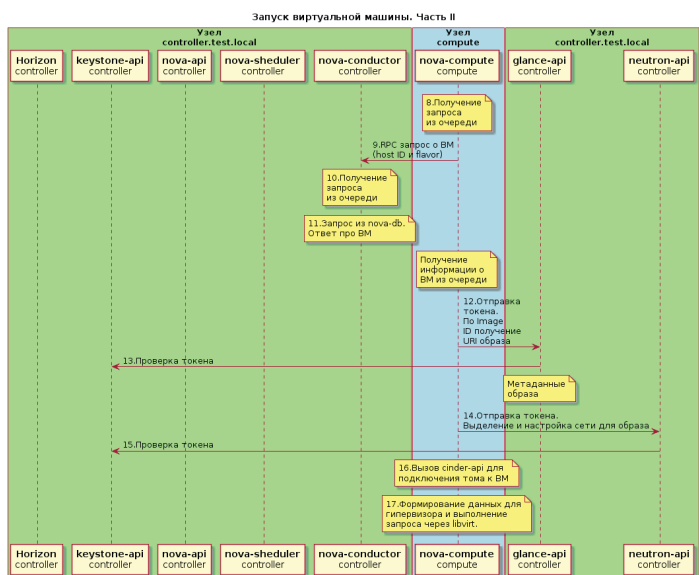 Запуск виртуальной машины. Часть II
Узел
controller.test.local
Узел
compute
Узел
controller.test.local
Horizon
controller
keystone-api
controller
nova-api
controller
nova-sheduler
controller
nova-conductor
controller
nova-compute
compute
glance-api
controller
neutron-api
controller
8.Получение
запроса
из очереди
9.RPC запрос о ВМ
(host ID и flavor)
10.Получение
запроса
из очереди
11.Запрос из nova-db.
Ответ про ВМ
Получение
информации о
ВМ из очереди
12.Отправка
токена.
По Image
ID получение
URI образа
13.Проверка токена
Метаданные
образа
14.Отправка токена.
Выделение и настройка сети для образа
15.Проверка токена
16.Вызов cinder-api для
подключения тома к ВМ
17.Формирование данных для
гипервизора и выполнение
запроса через libvirt.
Horizon
controller
keystone-api
controller
nova-api
controller
nova-sheduler
controller
nova-conductor
controller
nova-compute
compute
glance-api
controller
neutron-api
controller